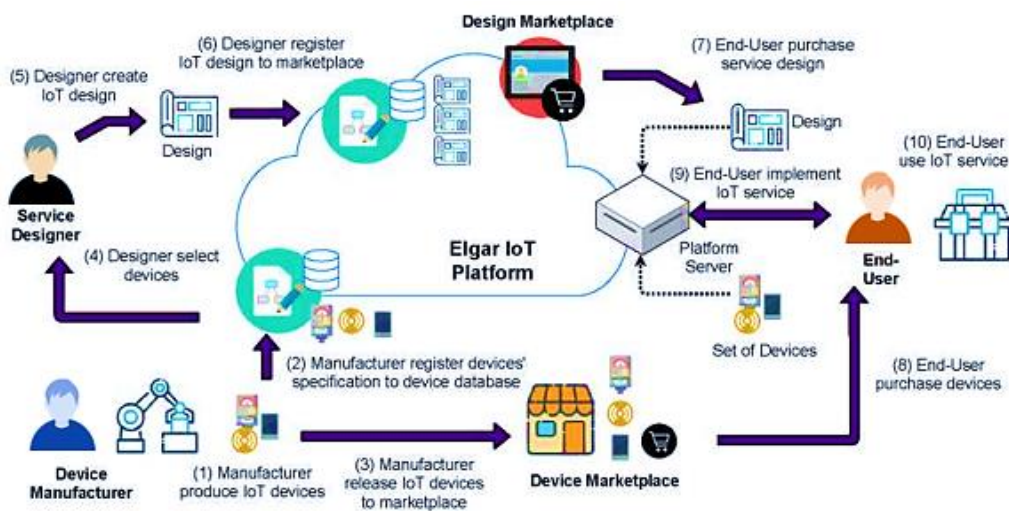 Design Marketplace
(6) Designer register
IoT design to marketplace
(7) End-User purchase
service design
(5) Designer create
IoT design
Design
Design
(10) End-User
use IoT service
(9) End-User implement
IoT service
Service
Designer
Elgar IoT
Platform
Platform
Server
End-
User
(4) Designer select
devices
Set of Devices
(2) Manufacturer register devices'
specification to device database
(8) End-User
purchase devices
Device
Manufacturer
(1) Manufacturer
produce IoT devices
(3) Manufacturer
release IoT devices
to marketplace
Device Marketplace